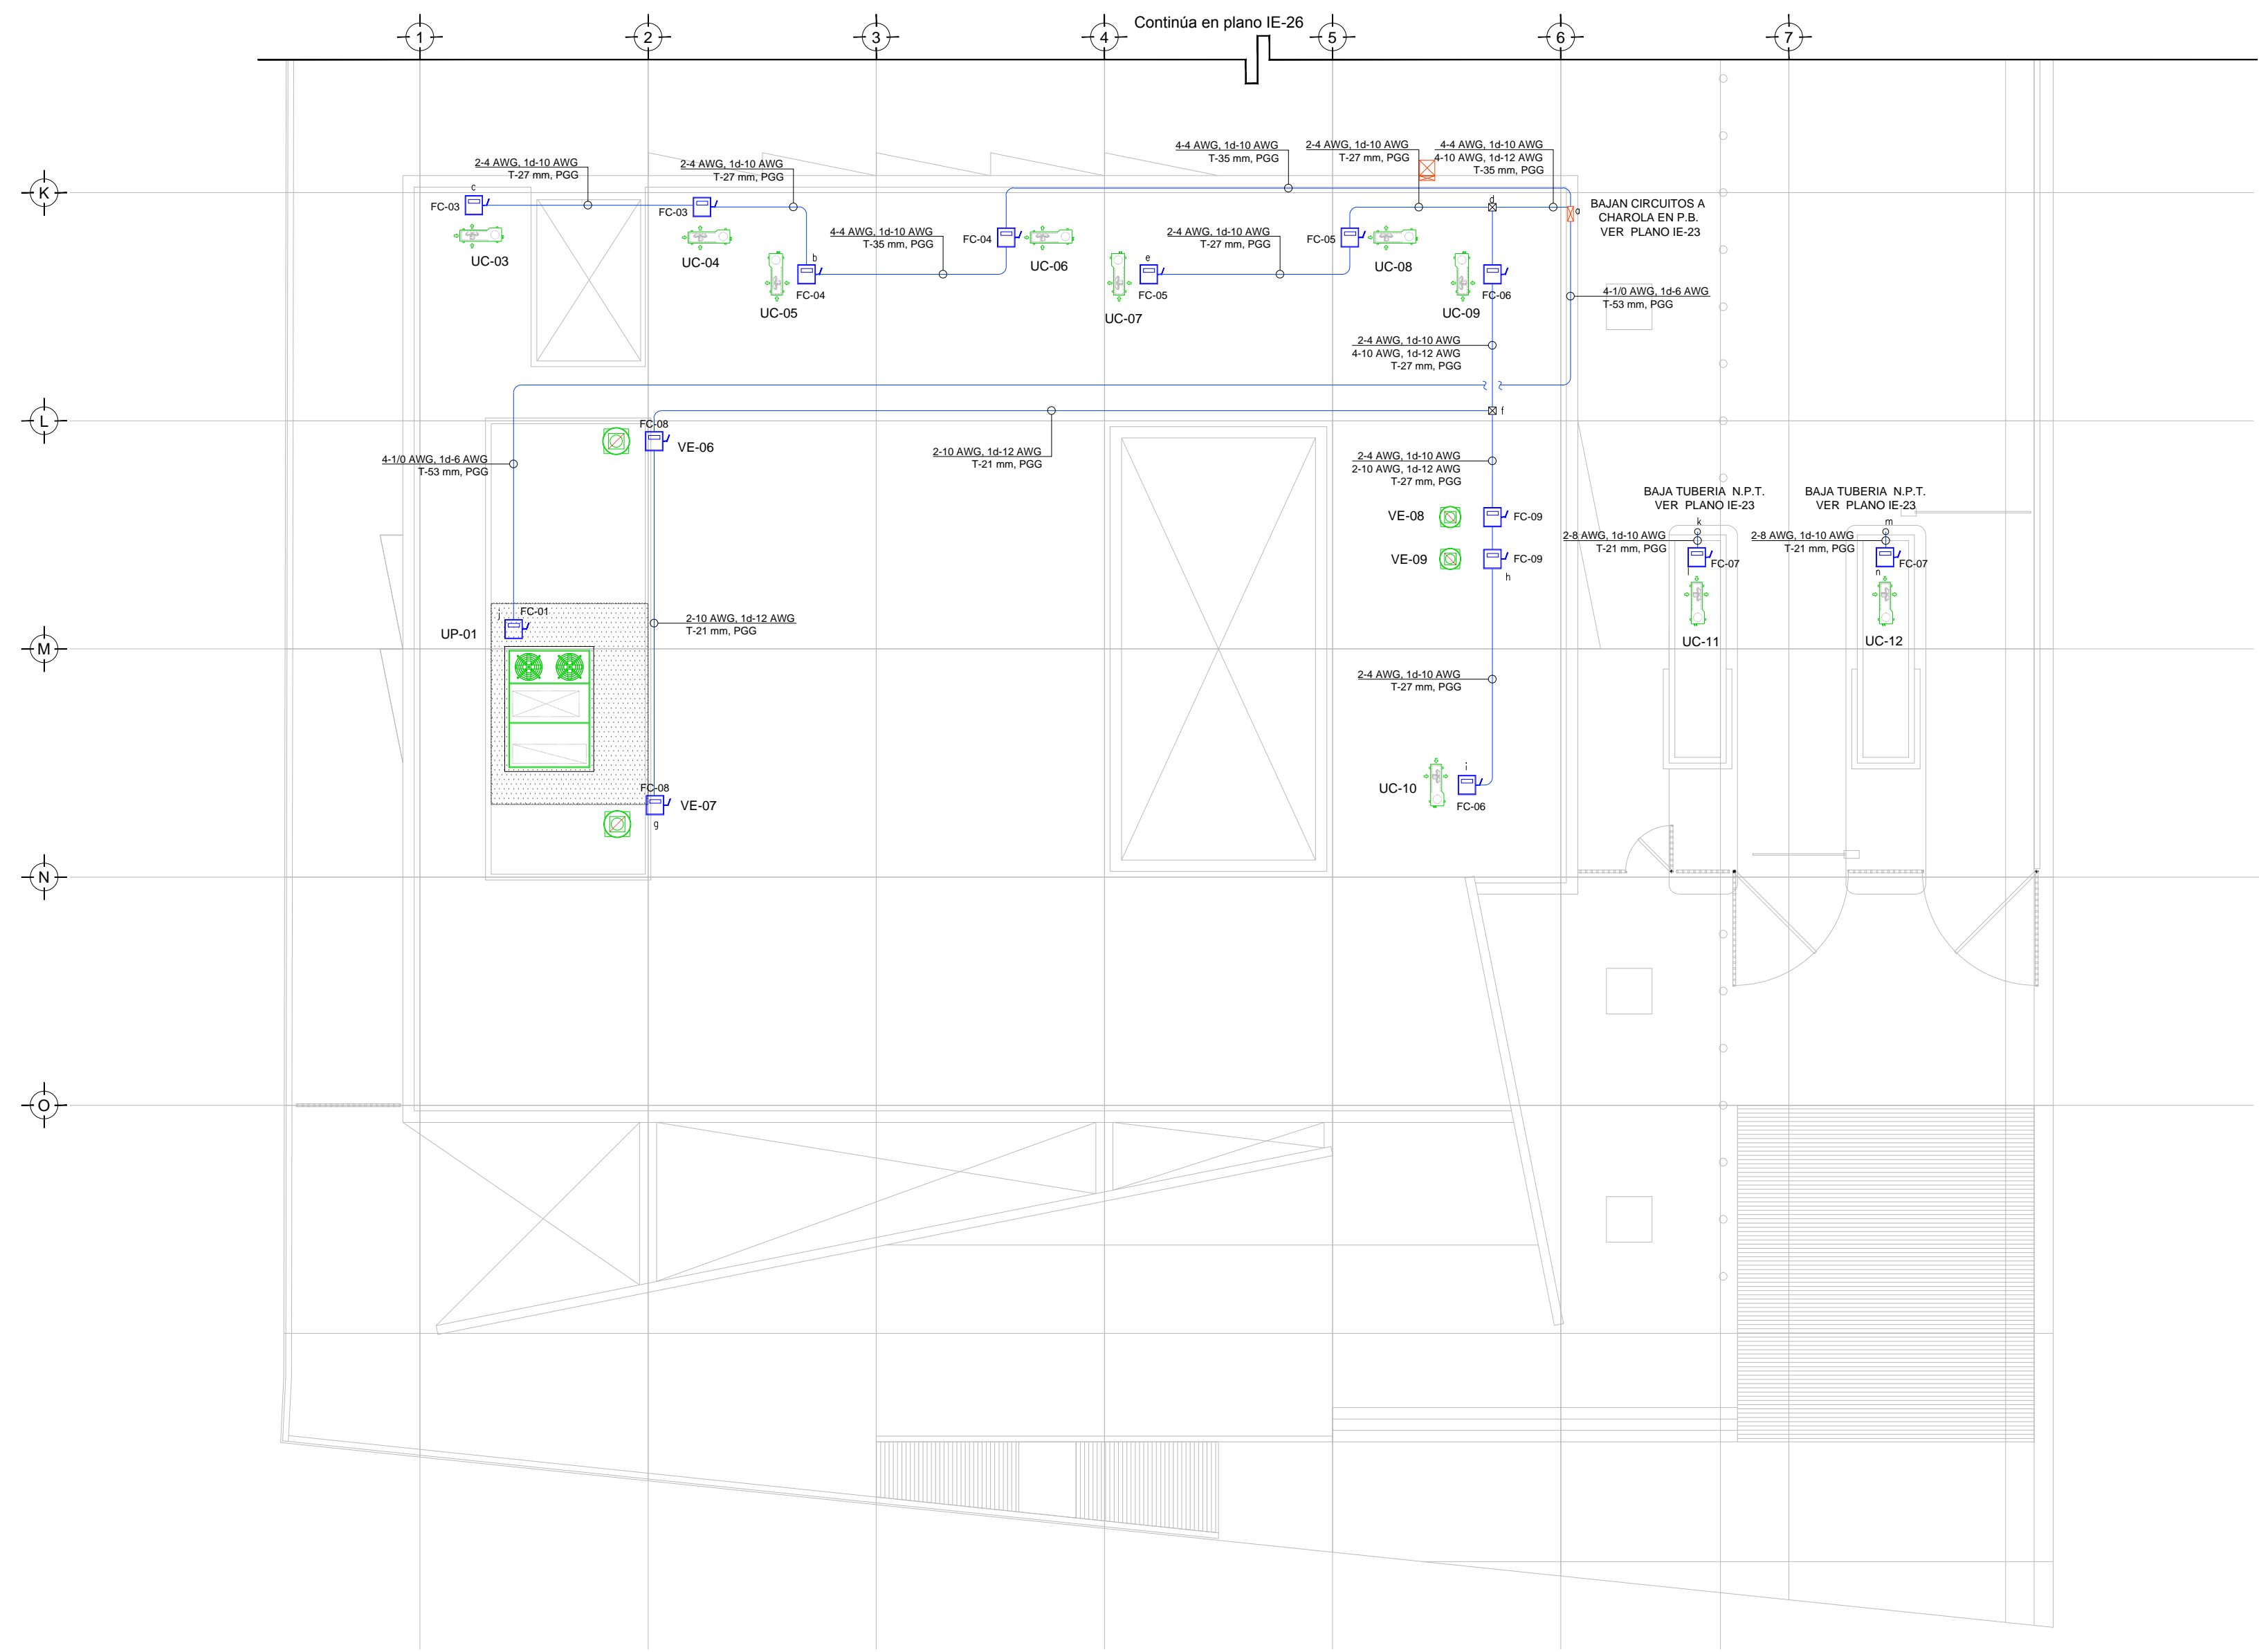 Continúa en plano IE-26
1
2
3
4
5
6
7
K
L
M
N
O
2-4 AWG, 1d-10 AWG
T-27 mm, PGG
2-4 AWG, 1d-10 AWG
T-27 mm, PGG
4-4 AWG, 1d-10 AWG
T-35 mm, PGG
2-4 AWG, 1d-10 AWG
T-27 mm, PGG
4-4 AWG, 1d-10 AWG
4-10 AWG, 1d-12 AWG
T-35 mm, PGG
c
FC-03
UC-03
FC-03
UC-04
4-4 AWG, 1d-10 AWG
T-35 mm, PGG
b
FC-04
UC-05
FC-04
UC-06
2-4 AWG, 1d-10 AWG
T-27 mm, PGG
e
FC-05
UC-07
FC-05
UC-08
d
a
BAJAN CIRCUITOS A
CHAROLA EN P.B.
VER PLANO IE-23
FC-06
UC-09
4-1/0 AWG, 1d-6 AWG
T-53 mm, PGG
2-4 AWG, 1d-10 AWG
4-10 AWG, 1d-12 AWG
T-27 mm, PGG
f
FC-08
VE-06
4-1/0 AWG, 1d-6 AWG
T-53 mm, PGG
2-10 AWG, 1d-12 AWG
T-21 mm, PGG
2-4 AWG, 1d-10 AWG
2-10 AWG, 1d-12 AWG
T-27 mm, PGG
BAJA TUBERIA N.P.T.
VER PLANO IE-23
BAJA TUBERIA N.P.T.
VER PLANO IE-23
VE-08
FC-09
VE-09
FC-09
h
k
2-8 AWG, 1d-10 AWG
T-21 mm, PGG
FC-07
l
UC-11
m
2-8 AWG, 1d-10 AWG
T-21 mm, PGG
FC-07
n
UC-12
j
FC-01
UP-01
2-10 AWG, 1d-12 AWG
T-21 mm, PGG
2-4 AWG, 1d-10 AWG
T-27 mm, PGG
FC-08
VE-07
g
UC-10
i
FC-06